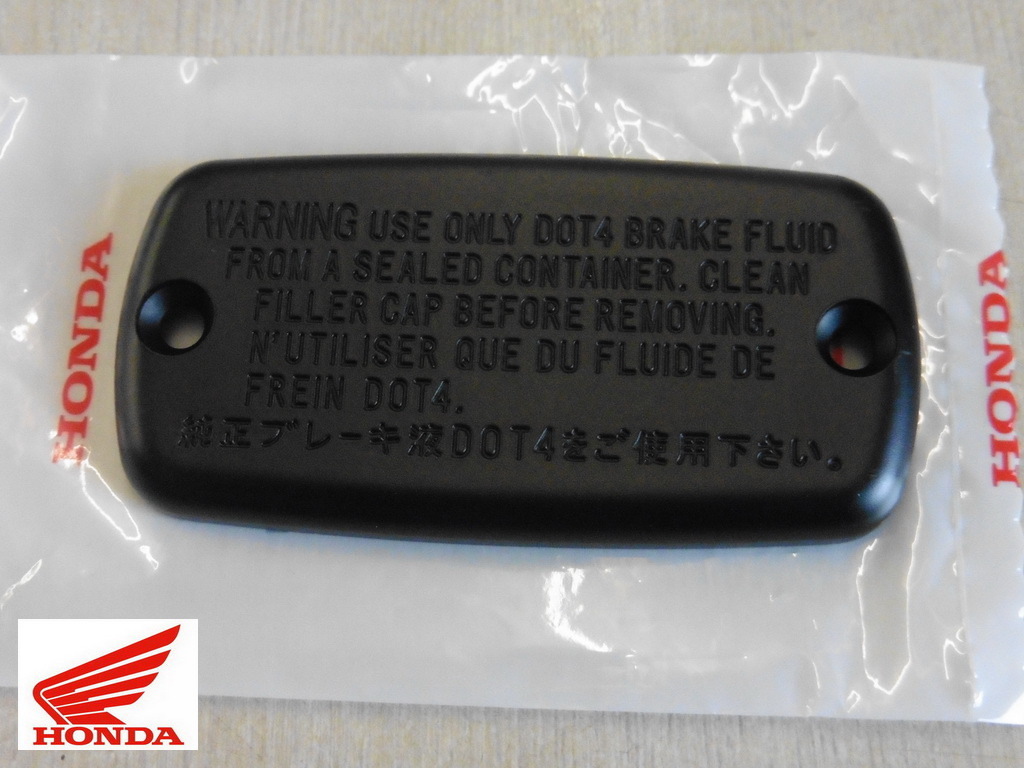 WARNING USE ONLY DOT4 BRAKE FLUID
FROM A SEALED CONTAINER. CLEAN
FILLER CAP BEFORE REMOVING.
N'UTILISER QUE DU FLUIDE DE
FREIN DOT4.
純正ブレーキ液DOT4をご使用下さい。
HONDA
HONDA
HONDA